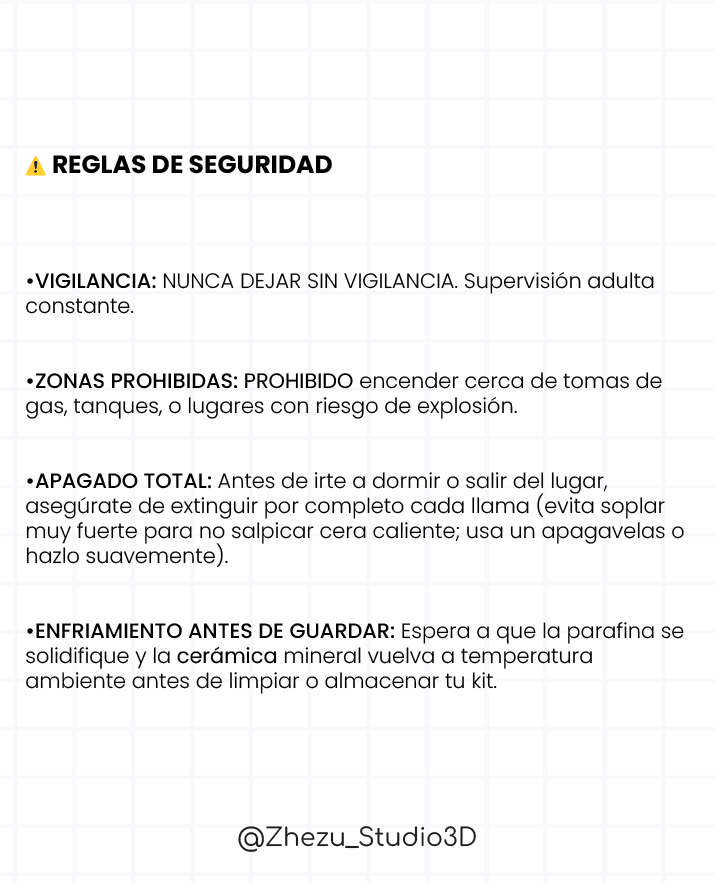 ⚠️ REGLAS DE SEGURIDAD
•VIGILANCIA: NUNCA DEJAR SIN VIGILANCIA. Supervisión adulta
constante.
•ZONAS PROHIBIDAS: PROHIBIDO encender cerca de tomas de
gas, tanques, o lugares con riesgo de explosión.
•APAGADO TOTAL: Antes de irte a dormir o salir del lugar,
asegúrate de extinguir por completo cada llama (evita soplar
muy fuerte para no salpicar cera caliente; usa un apagavelas o
hazlo suavemente).
•ENFRIAMIENTO ANTES DE GUARDAR: Espera a que la parafina se
solidifique y la cerámica mineral vuelva a temperatura
ambiente antes de limpiar o almacenar tu kit.
@Zhezu_Studio3D